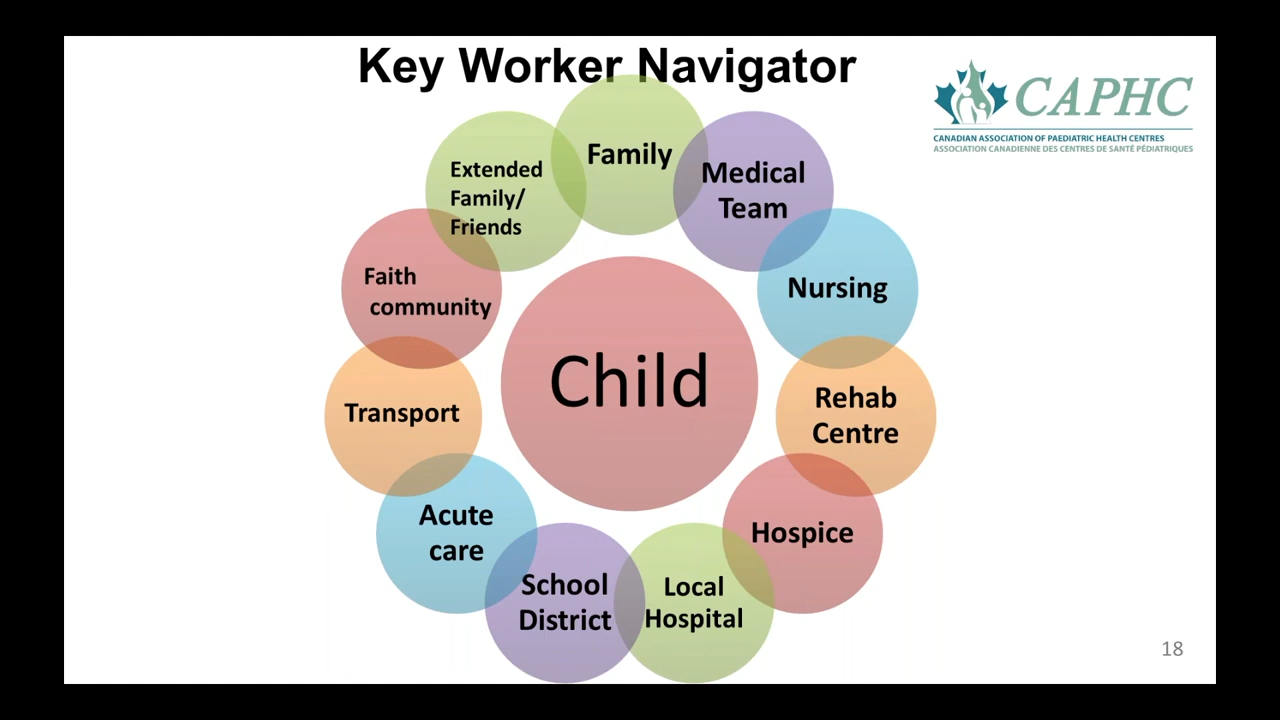 Key Worker Navigator
CAPHC
CANADIAN ASSOCIATION OF PAEDIATRIC HEALTH CENTRES
ASSOCIATION CANADIENNE DES CENTRES DE SANTÉ PÉDIATRIQUES
Family
Medical
Team
Nursing
Rehab
Centre
Hospice
Local
Hospital
School
District
Acute
care
Transport
Faith
community
Extended
Family/
Friends
Child
18